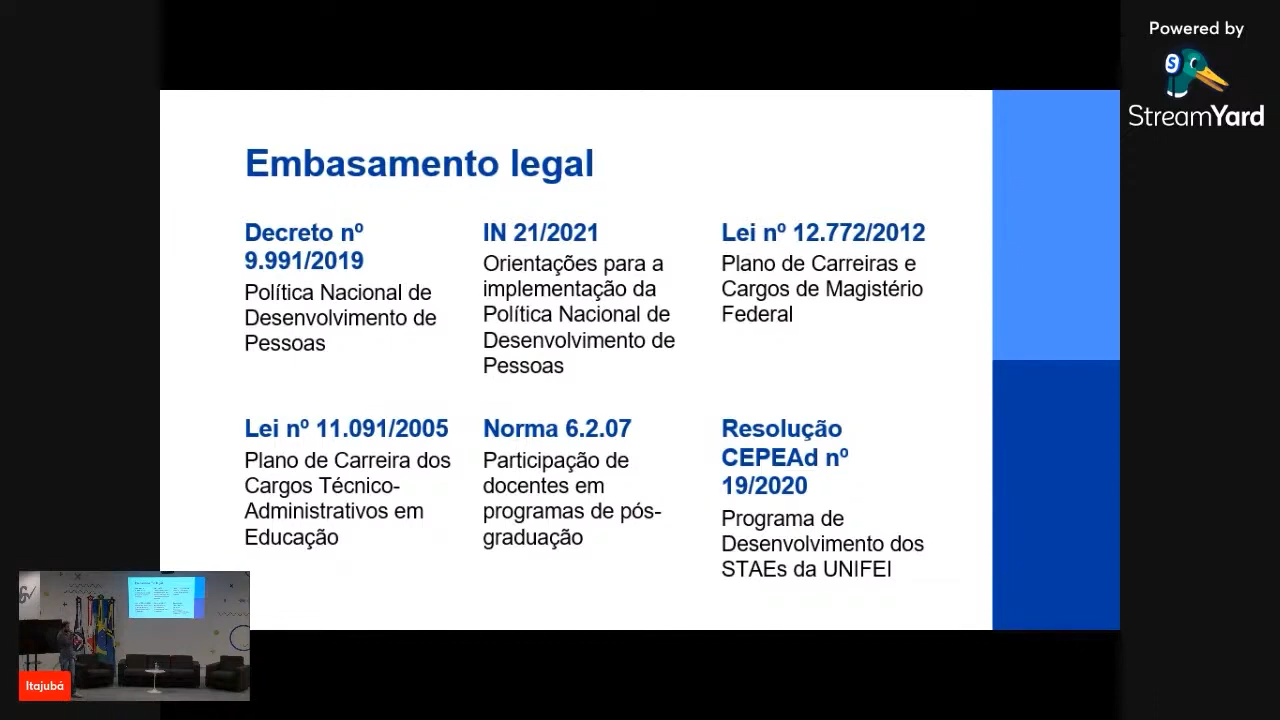 Powered by
StreamYard
Embasamento legal
Decreto nº
9.991/2019
Política Nacional de
Desenvolvimento de
Pessoas
IN 21/2021
Orientações para a
implementação da
Política Nacional de
Desenvolvimento de
Pessoas
Lei nº 12.772/2012
Plano de Carreiras e
Cargos de Magistério
Federal
Lei nº 11.091/2005
Plano de Carreira dos
Cargos Técnico-
Administrativos em
Educação
Norma 6.2.07
Participação de
docentes em
programas de pós-
graduação
Resolução
CEPEAd nº
19/2020
Programa de
Desenvolvimento dos
STAEs da UNIFEI
Itajubá